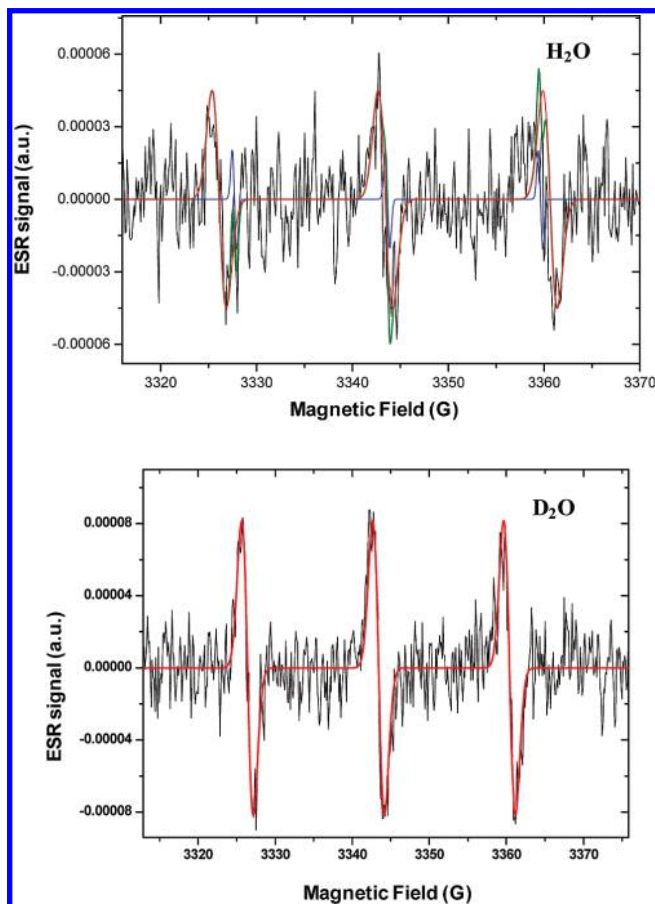 H₂O
0.00006
0.00003
0.00000
-0.00003
-0.00006
ESR signal (a.u.)
3320 3330 3340 3350 3360 3370
Magnetic Field (G)
D₂O
0.00008
0.00004
0.00000
-0.00004
-0.00008
ESR signal (a.u.)
3320 3330 3340 3350 3360 3370
Magnetic Field (G)